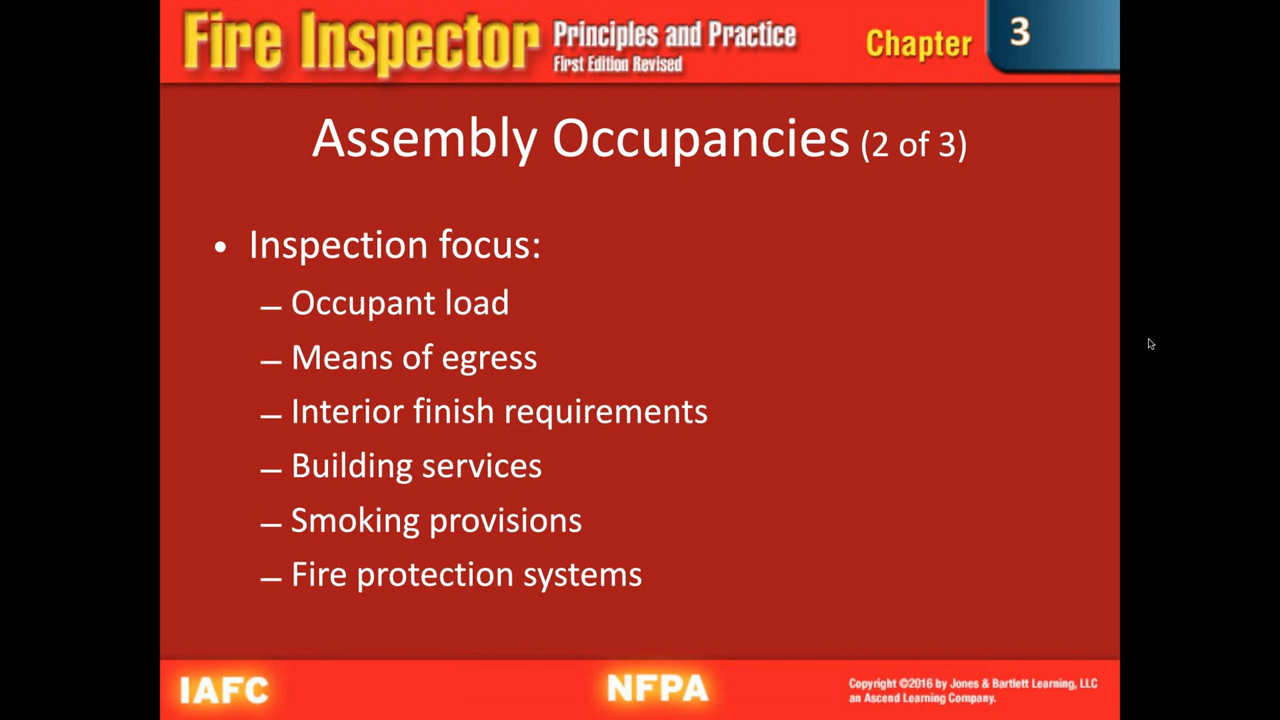 Fire Inspector Principles and Practice
First Edition Revised
Chapter 3
Assembly Occupancies (2 of 3)
• Inspection focus:
– Occupant load
– Means of egress
– Interior finish requirements
– Building services
– Smoking provisions
– Fire protection systems
IAFC
NFPA
Copyright ©2016 by Jones & Bartlett Learning, LLC
an Ascend Learning Company.